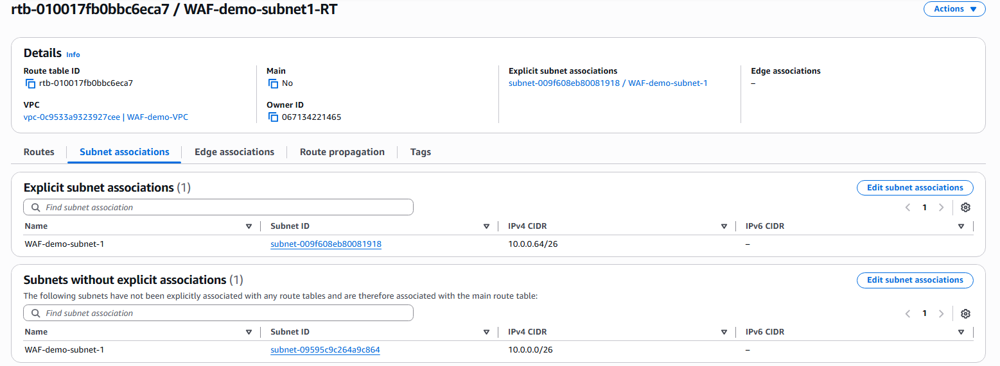 rtb-010017fb0bbc6eca7 / WAF-demo-subnet1-RT
Actions
Details Info
Route table ID
rtb-010017fb0bbc6eca7
Main
No
Explicit subnet associations
subnet-009f608eb80081918 / WAF-demo-subnet-1
Edge associations
–
VPC
vpc-0c9533a9323927cee | WAF-demo-VPC
Owner ID
067134221465
Routes Subnet associations Edge associations Route propagation Tags
Explicit subnet associations (1)
Edit subnet associations
Find subnet association
1
Name Subnet ID IPv4 CIDR IPv6 CIDR
WAF-demo-subnet-1 subnet-009f608eb80081918 10.0.0.64/26 –
Subnets without explicit associations (1)
Edit subnet associations
The following subnets have not been explicitly associated with any route tables and are therefore associated with the main route table:
Find subnet association
1
Name Subnet ID IPv4 CIDR IPv6 CIDR
WAF-demo-subnet-1 subnet-09595c9c264a9c864 10.0.0.0/26 –